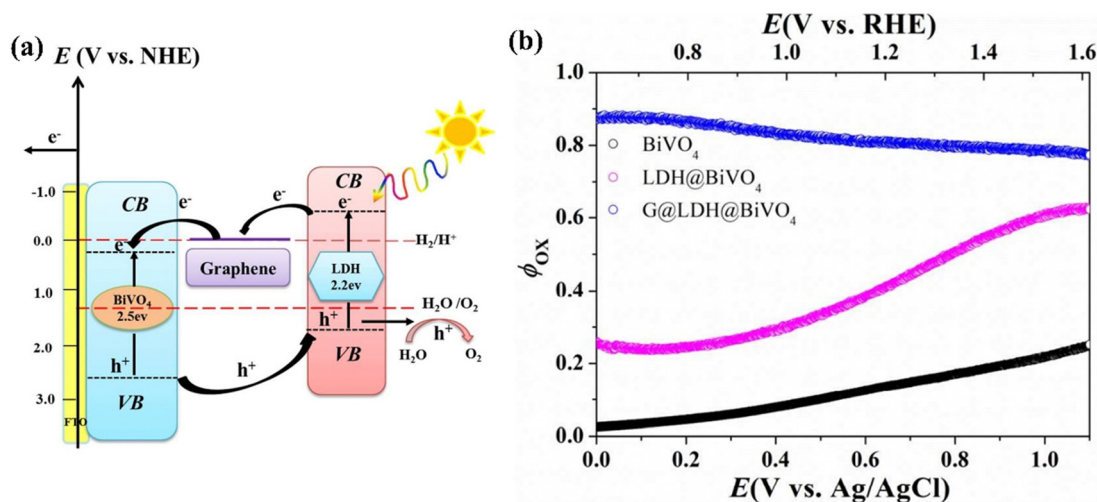 (a)
E (V vs. NHE)
e-
-1.0
0.0
1.0
2.0
3.0
FTO
CB
e-
e-
BiVO4
2.5ev
h+
VB
Graphene
e-
h+
CB
e-
LDH
2.2ev
h+
VB
H2/H+
H2O/O2
h+
H2O
O2
(b)
E(V vs. RHE)
0.8 1.0 1.2 1.4 1.6
1.0
0.8
0.6
0.4
0.2
0.0
ϕOX
BiVO4
LDH@BiVO4
G@LDH@BiVO4
0.0 0.2 0.4 0.6 0.8 1.0
E(V vs. Ag/AgCl)